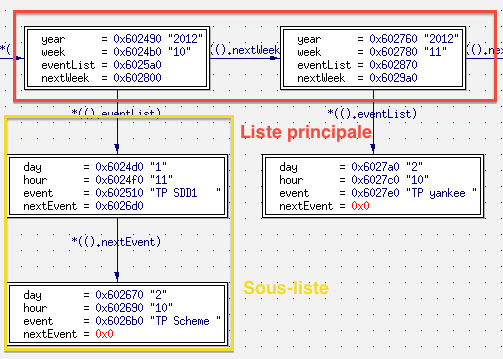 year = 0x602490 "2012"
week = 0x6024b0 "10"
eventList = 0x6025a0
nextWeek = 0x602800
*(
(().nextWeek
year = 0x602760 "2012"
week = 0x602780 "11"
eventList = 0x602870
nextWeek = 0x6029a0
(().nex
*(().eventList)
*(().eventList)
Liste principale
day = 0x6024d0 "1"
hour = 0x6024f0 "11"
event = 0x602510 "TP SDD1 "
nextEvent = 0x6026d0
day = 0x6027a0 "2"
hour = 0x6027c0 "10"
event = 0x6027e0 "TP yankee "
nextEvent = 0x0
*(().nextEvent)
Sous-liste
day = 0x602670 "2"
hour = 0x602690 "10"
event = 0x6026b0 "TP Scheme "
nextEvent = 0x0